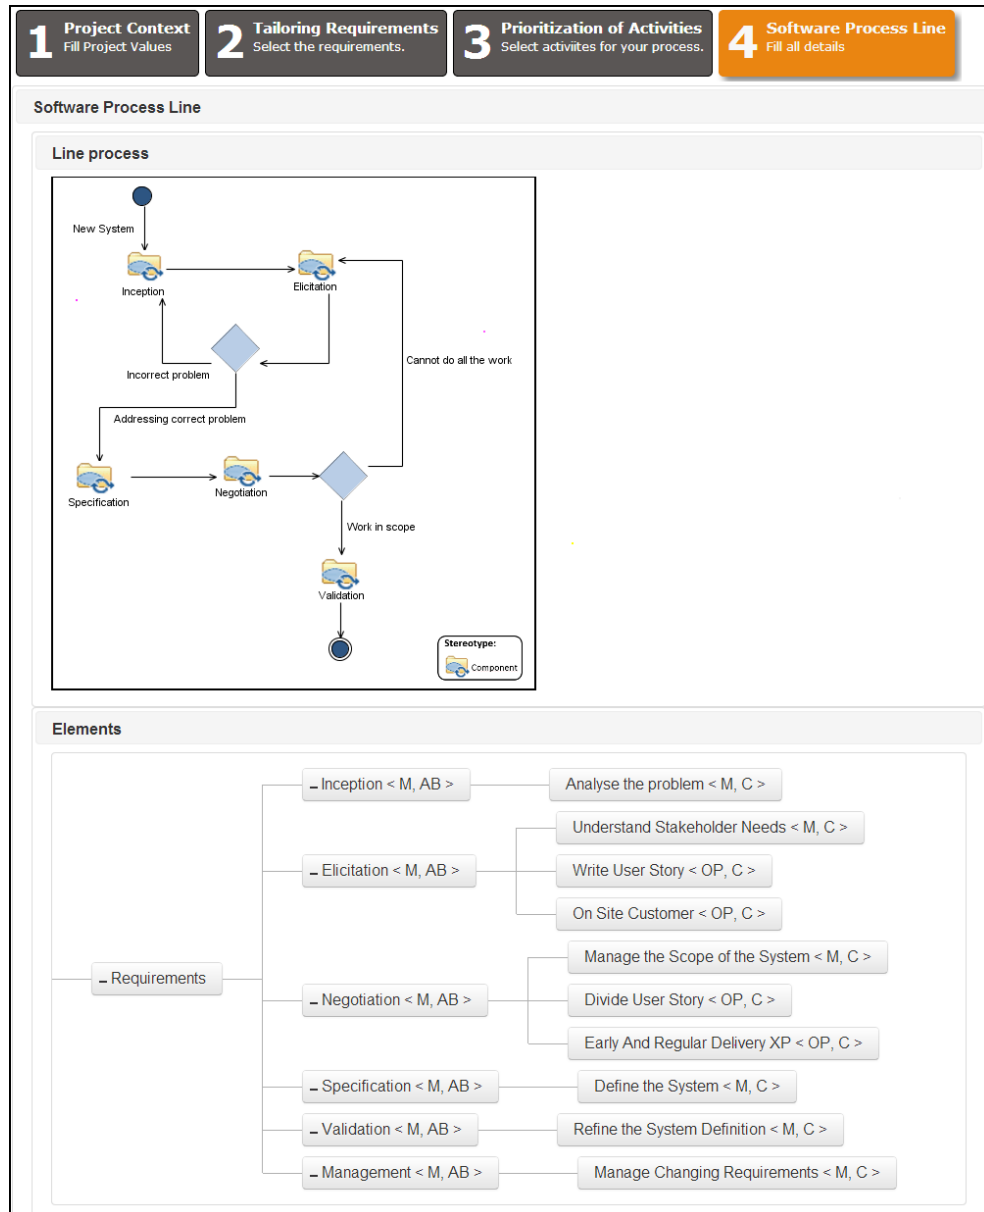 1 Project Context
Fill Project Values
2 Tailoring Requirements
Select the requirements.
3 Prioritization of Activities
Select activiites for your process.
4 Software Process Line
Fill all details
Software Process Line
Line process
New System
Inception
Elicitation
Incorrect problem
Cannot do all the work
Addressing correct problem
Specification
Negotiation
Work in scope
Validation
Stereotype:
Component
Elements
Requirements
Inception < M, AB >
Analyse the problem < M, C >
Elicitation < M, AB >
Understand Stakeholder Needs < M, C >
Write User Story < OP, C >
On Site Customer < OP, C >
Negotiation < M, AB >
Manage the Scope of the System < M, C >
Divide User Story < OP, C >
Early And Regular Delivery XP < OP, C >
Specification < M, AB >
Define the System < M, C >
Validation < M, AB >
Refine the System Definition < M, C >
Management < M, AB >
Manage Changing Requirements < M, C >